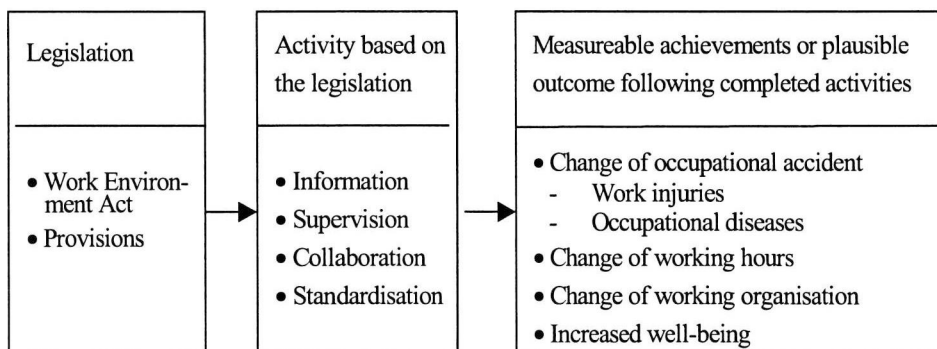 Legislation
• Work Environ-
ment Act
• Provisions
Activity based on
the legislation
• Information
• Supervision
• Collaboration
• Standardisation
Measureable achievements or plausible
outcome following completed activities
• Change of occupational accident
- Work injuries
- Occupational diseases
• Change of working hours
• Change of working organisation
• Increased well-being